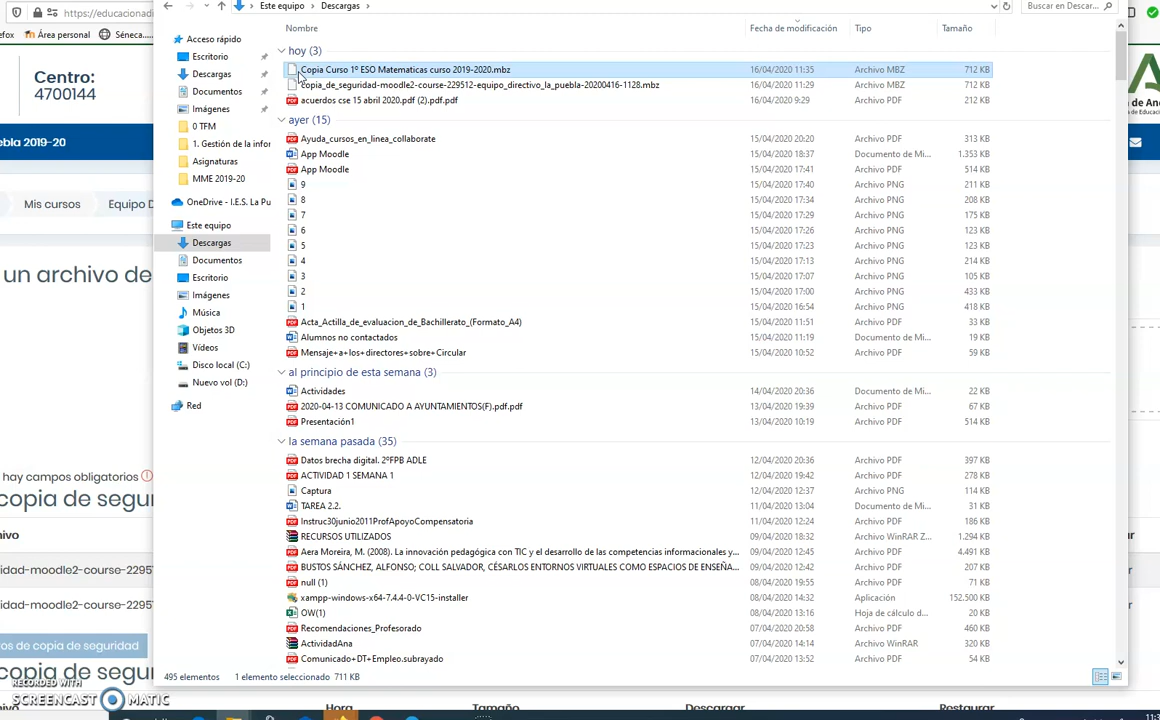 https://educacionadi
Este equipo > Descargas >
Buscar en Descar...
efox Área personal Séneca....
Nombre Fecha de modificación Tipo Tamaño
Centro:
4700144
ebla 2019-20
Mis cursos Equipo D
un archivo de
hay campos obligatorios
copia de segur
ivo
idad-moodle2-course-2295
idad-moodle2-course-2295
os de copia de seguridad
copia de segur
Acceso rápido
Escritorio
Descargas
Documentos
Imágenes
0 TFM
1. Gestión de la infor
Asignaturas
MME 2019-20
OneDrive - I.E.S. La Pu
Este equipo
Descargas
Documentos
Escritorio
Imágenes
Música
Objetos 3D
Vídeos
Disco local (C:)
Nuevo vol (D:)
Red
hoy (3)
Copia Curso 1º ESO Matematicas curso 2019-2020.mbz 16/04/2020 11:35 Archivo MBZ 712 KB
copia_de_seguridad-moodle2-course-229512-equipo_directivo_la_puebla-20200416-1128.mbz 16/04/2020 11:29 Archivo MBZ 712 KB
acuerdos cse 15 abril 2020.pdf (2).pdf.pdf 16/04/2020 9:29 Archivo PDF 212 KB
ayer (15)
Ayuda_cursos_en_linea_collaborate 15/04/2020 20:20 Archivo PDF 313 KB
App Moodle 15/04/2020 18:37 Documento de Mi... 1.353 KB
App Moodle 15/04/2020 17:41 Archivo PDF 514 KB
9 15/04/2020 17:40 Archivo PNG 211 KB
8 15/04/2020 17:34 Archivo PNG 208 KB
7 15/04/2020 17:29 Archivo PNG 175 KB
6 15/04/2020 17:26 Archivo PNG 123 KB
5 15/04/2020 17:23 Archivo PNG 123 KB
4 15/04/2020 17:13 Archivo PNG 214 KB
3 15/04/2020 17:07 Archivo PNG 105 KB
2 15/04/2020 17:00 Archivo PNG 433 KB
1 15/04/2020 16:54 Archivo PNG 418 KB
Acta_Actilla_de_evaluacion_de_Bachillerato_(Formato_A4) 15/04/2020 11:51 Archivo PDF 33 KB
Alumnos no contactados 15/04/2020 11:19 Documento de Mi... 19 KB
Mensaje+a+los+directores+sobre+Circular 15/04/2020 10:52 Archivo PDF 59 KB
al principio de esta semana (3)
Actividades 14/04/2020 20:36 Documento de Mi... 22 KB
2020-04-13 COMUNICADO A AYUNTAMIENTOS(F).pdf.pdf 13/04/2020 19:39 Archivo PDF 67 KB
Presentación1 13/04/2020 10:19 Archivo PDF 514 KB
la semana pasada (35)
Datos brecha digital. 2ºFPB ADLE 12/04/2020 20:36 Archivo PDF 397 KB
ACTIVIDAD 1 SEMANA 1 12/04/2020 19:42 Archivo PDF 278 KB
Captura 12/04/2020 12:37 Archivo PNG 114 KB
TAREA 2.2. 11/04/2020 13:04 Documento de Mi... 31 KB
Instruc30junio2011ProfApoyoCompensatoria 11/04/2020 12:24 Archivo PDF 186 KB
RECURSOS UTILIZADOS 09/04/2020 18:32 Archivo WinRAR Z... 1.294 KB
Aera Moreira, M. (2008). La innovación pedagógica con TIC y el desarrollo de las competencias informacionales y... 09/04/2020 12:45 Archivo PDF 4.491 KB
BUSTOS SÁNCHEZ, ALFONSO; COLL SALVADOR, CÉSARLOS ENTORNOS VIRTUALES COMO ESPACIOS DE ENSEÑA... 09/04/2020 12:42 Archivo PDF 207 KB
null (1) 08/04/2020 19:55 Archivo PDF 71 KB
xampp-windows-x64-7.4.4-0-VC15-installer 08/04/2020 14:32 Aplicación 152.500 KB
OW(1) 08/04/2020 13:16 Hoja de cálculo d... 20 KB
Recomendaciones_Profesorado 07/04/2020 20:58 Archivo PDF 460 KB
ActividadAna 07/04/2020 14:14 Archivo WinRAR 320 KB
Comunicado+DT+Empleo.subrayado 07/04/2020 13:52 Archivo PDF 54 KB
495 elementos 1 elemento seleccionado 711 KB
de An
RECORDED WITH
SCREENCAST MATIC
ivo Hora Tamaño Descargar Restaurar